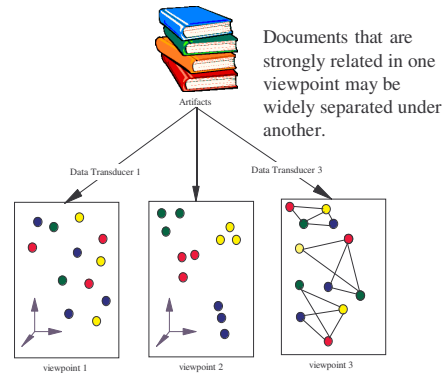 Documents that are
strongly related in one
viewpoint may be
widely separated under
another.
Artifacts
Data Transducer 1
Data Transducer 3
viewpoint 1
viewpoint 2
viewpoint 3